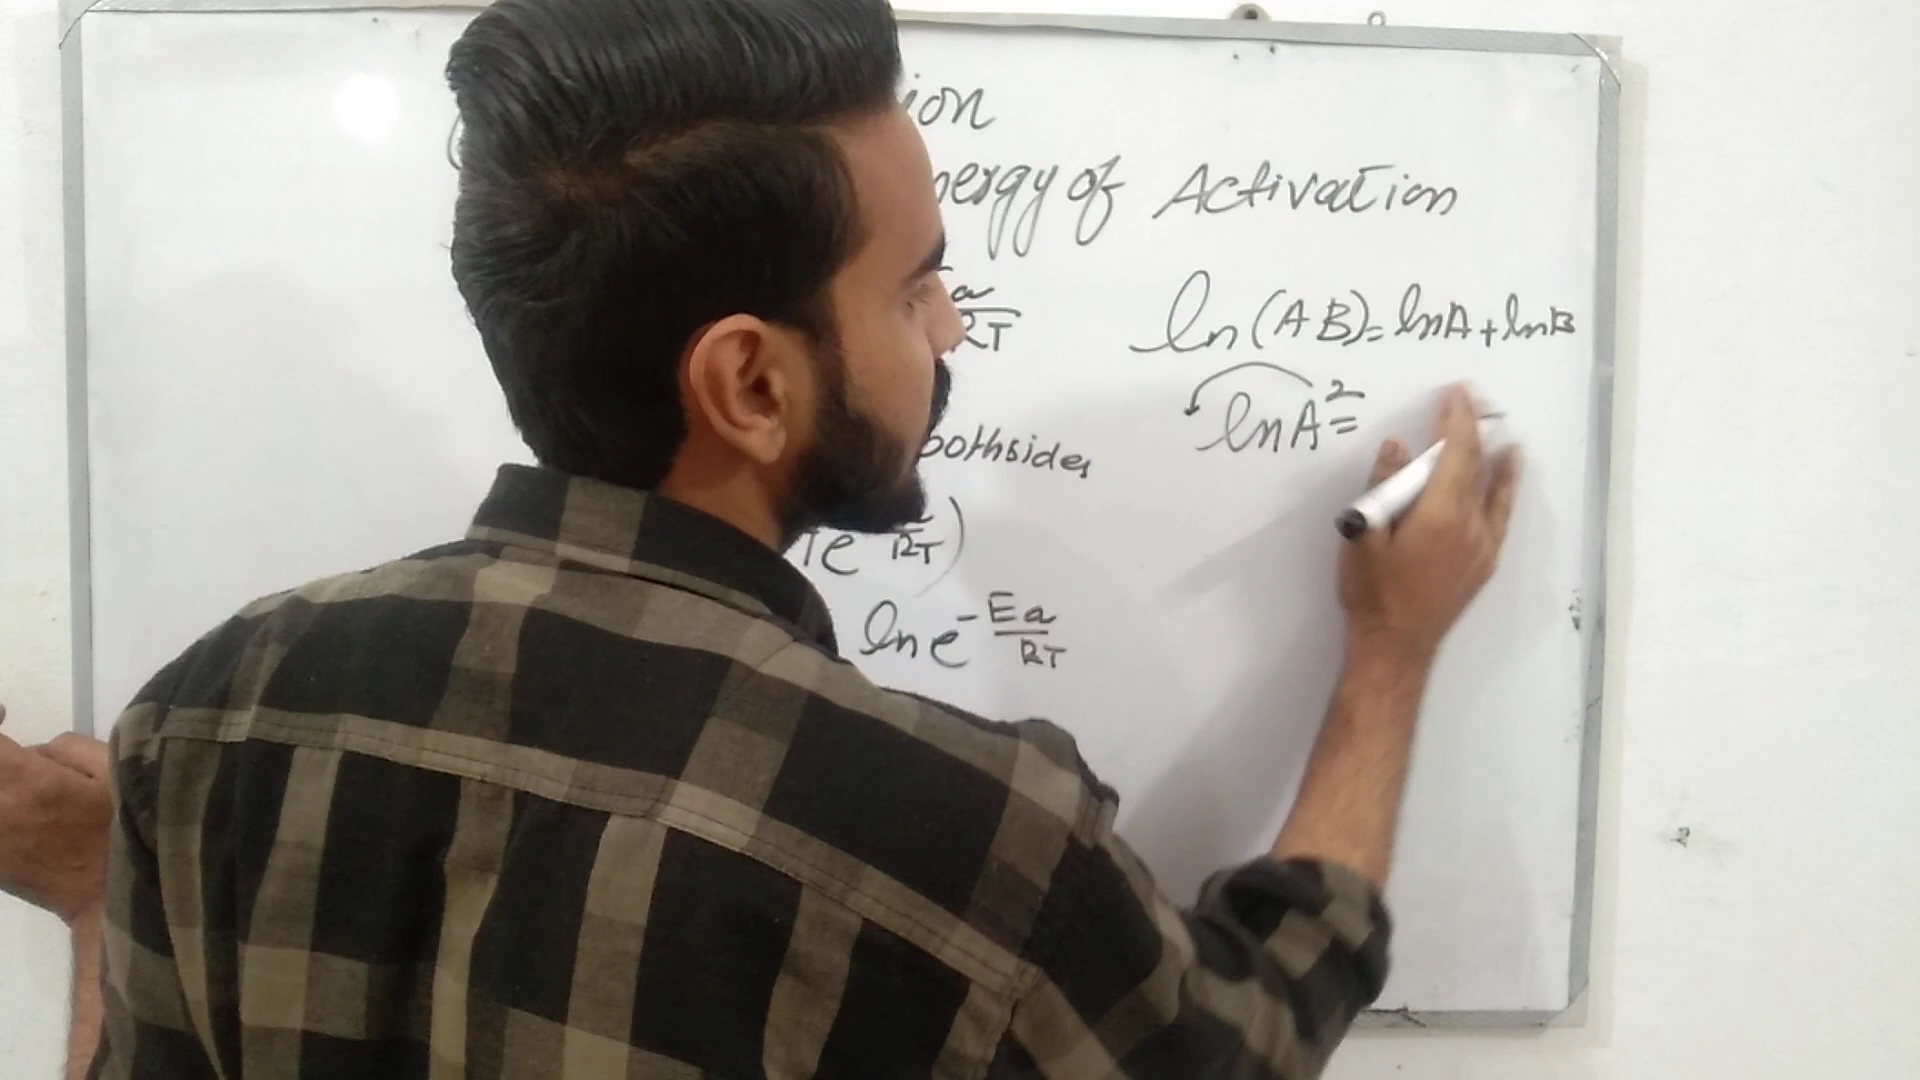 ion
nergy of Activation
a
RT
ln(AB)=lnA+lnB
lnA²=
bothsides
e RT)
ln e^-Ea/RT